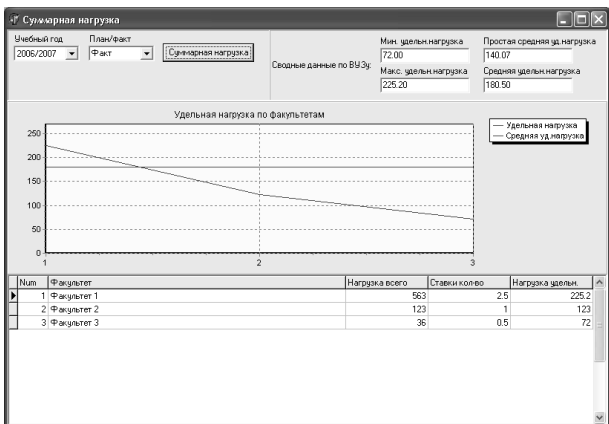 Суммарная нагрузка
Учебный год План/факт
2006/2007 Факт Суммарная нагрузка
Сводные данные по ВУЗу:
Мин. удельн.нагрузка Простая средняя уд.нагрузка
72.00 140.07
Макс. удельн.нагрузка Средняя удельн.нагрузка
225.20 180.50
Удельная нагрузка по факультетам
Удельная нагрузка
Средняя уд.нагрузка
250
200
150
100
50
0
1 2 3
Num Факультет Нагрузка всего Ставки кол-во Нагрузка удельн.
1 Факультет 1 563 2.5 225.2
2 Факультет 2 123 1 123
3 Факультет 3 36 0.5 72